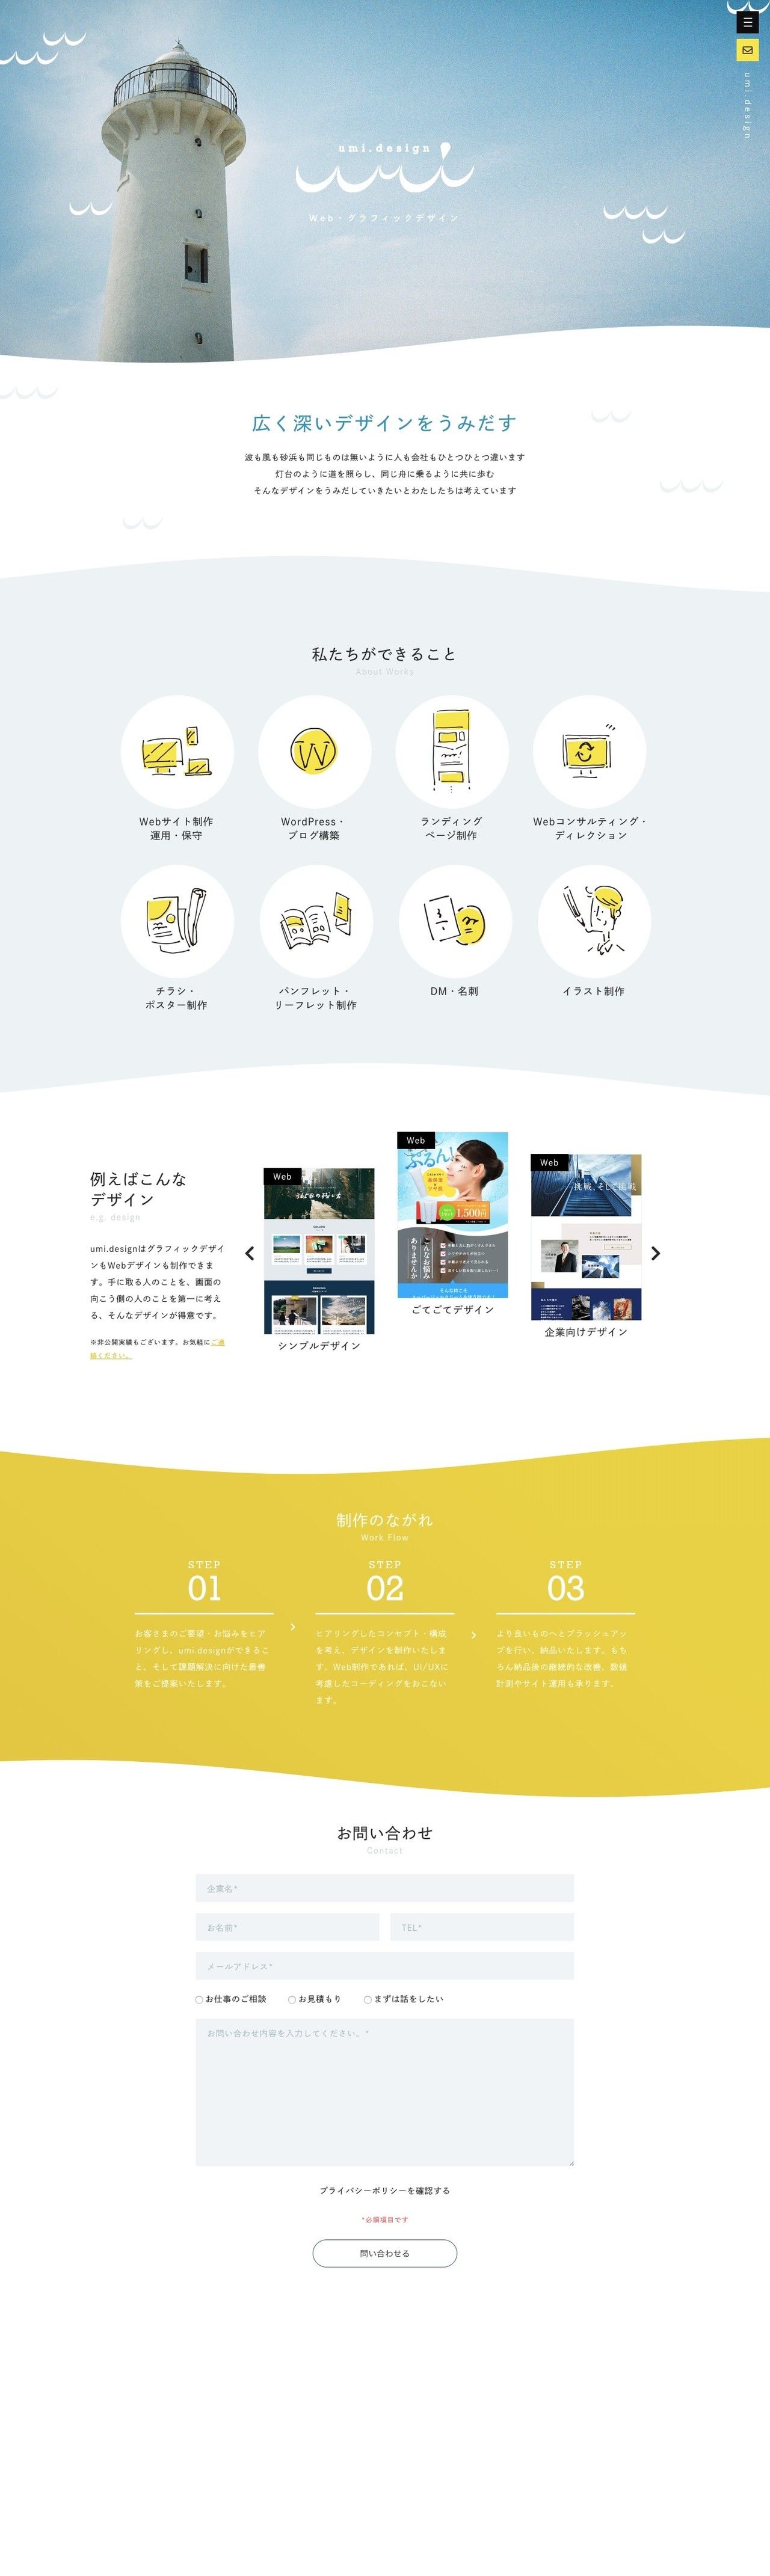 umi.design
umi.design
Web・グラフィックデザイン
広く深いデザインをうみだす
波も風も砂浜も同じものは無いように人も会社もひとつひとつ違います
灯台のように道を照らし、同じ舟に乗るように共に歩む
そんなデザインをうみだしていきたいとわたしたちは考えています
私たちができること
About Works
Webサイト制作
運用・保守
WordPress・
ブログ構築
ランディング
ページ制作
Webコンサルティング・
ディレクション
チラシ・
ポスター制作
パンフレット・
リーフレット制作
DM・名刺
イラスト制作
例えばこんな
デザイン
e.g. design
umi.designはグラフィックデザイ
ンもWebデザインも制作できま
す。手に取る人のことを、画面の
向こう側の人のことを第一に考え
る、そんなデザインが得意です。
※非公開実績もございます。お気軽にご連
絡ください。
Web
シンプルデザイン
Web
ぷるん!
1,500円
こんなお悩み
ありませんか
ごてごてデザイン
Web
挑戦、そして挑戦
企業向けデザイン
制作のながれ
Work Flow
STEP
01
お客さまのご要望・お悩みをヒア
リングし、umi.designができるこ
と、そして課題解決に向けた最善
策をご提案いたします。
STEP
02
ヒアリングしたコンセプト・構成
を考え、デザインを制作いたしま
す。Web制作であれば、UI/UXに
考慮したコーディングをおこない
ます。
STEP
03
より良いものへとブラッシュアッ
プを行い、納品いたします。もち
ろん納品後の継続的な改善、数値
計測やサイト運用も承ります。
お問い合わせ
Contact
企業名*
お名前*
TEL*
メールアドレス*
お仕事のご相談
お見積もり
まずは話をしたい
お問い合わせ内容を入力してください。*
プライバシーポリシーを確認する
*必須項目です
問い合わせる